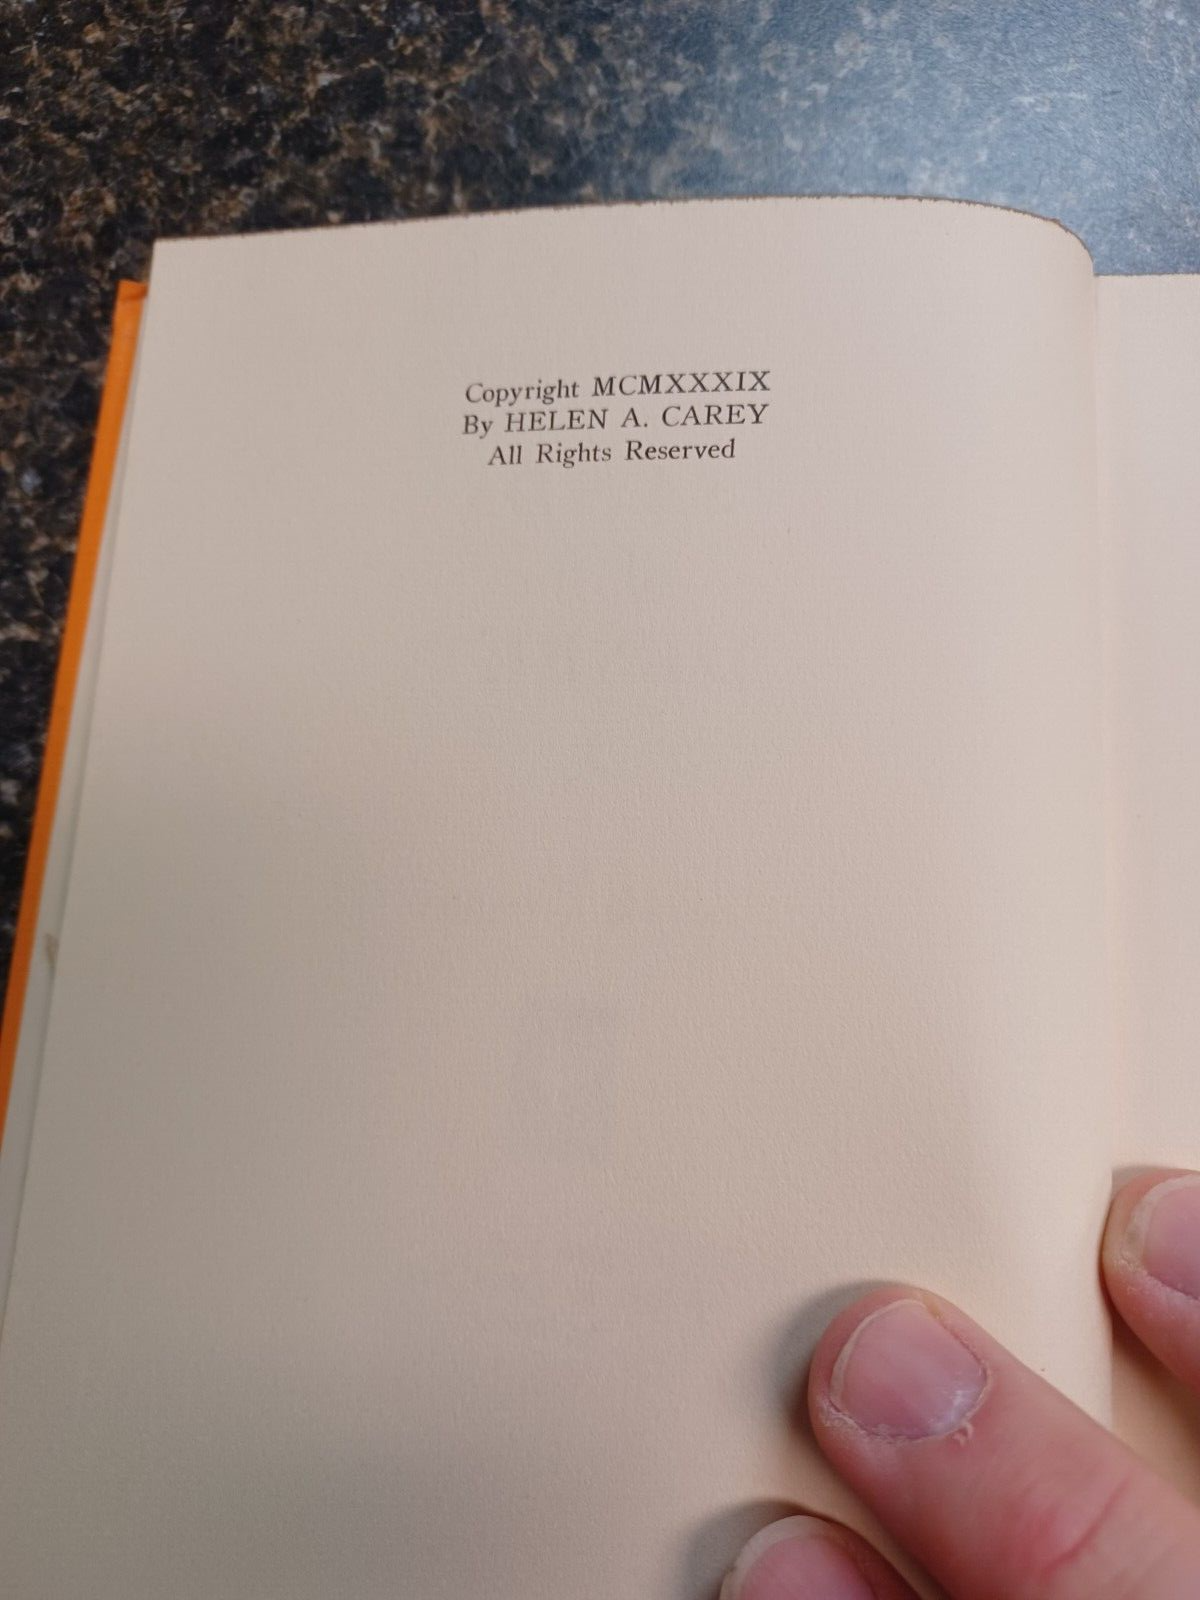 Copyright MCMXXXIX
By HELEN A. CAREY
All Rights Reserved